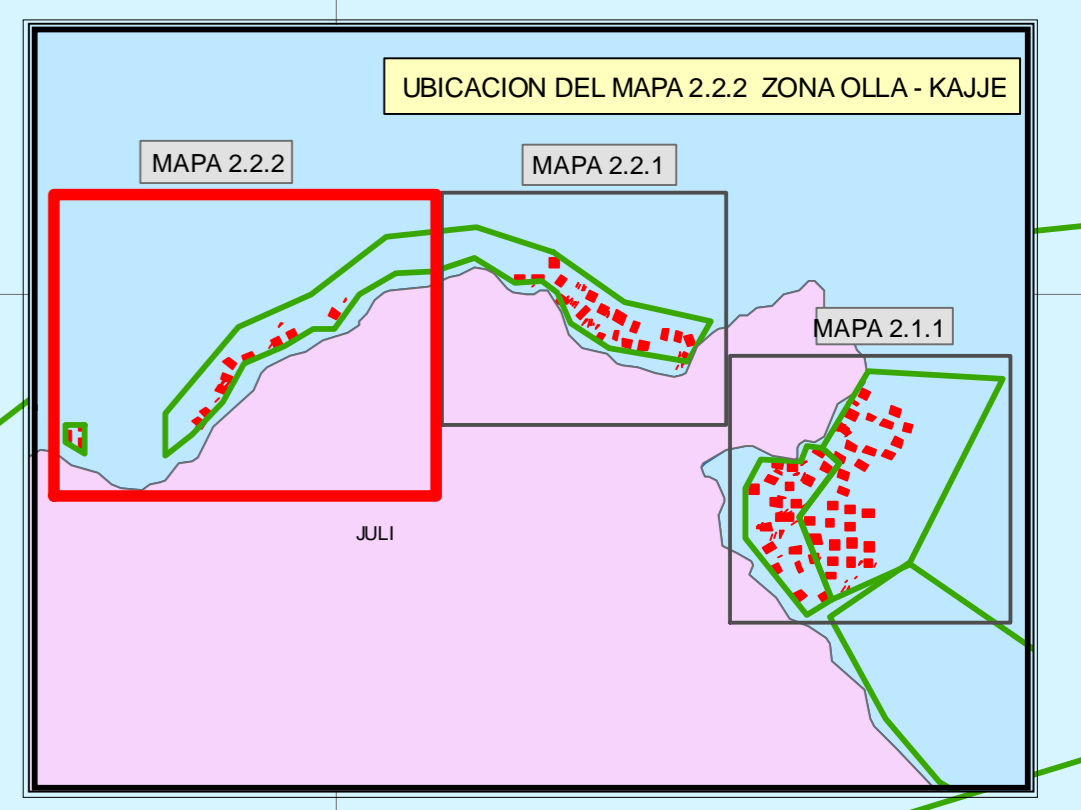 UBICACION DEL MAPA 2.2.2 ZONA OLLA - KAJJE
MAPA 2.2.2
MAPA 2.2.1
MAPA 2.1.1
JULI